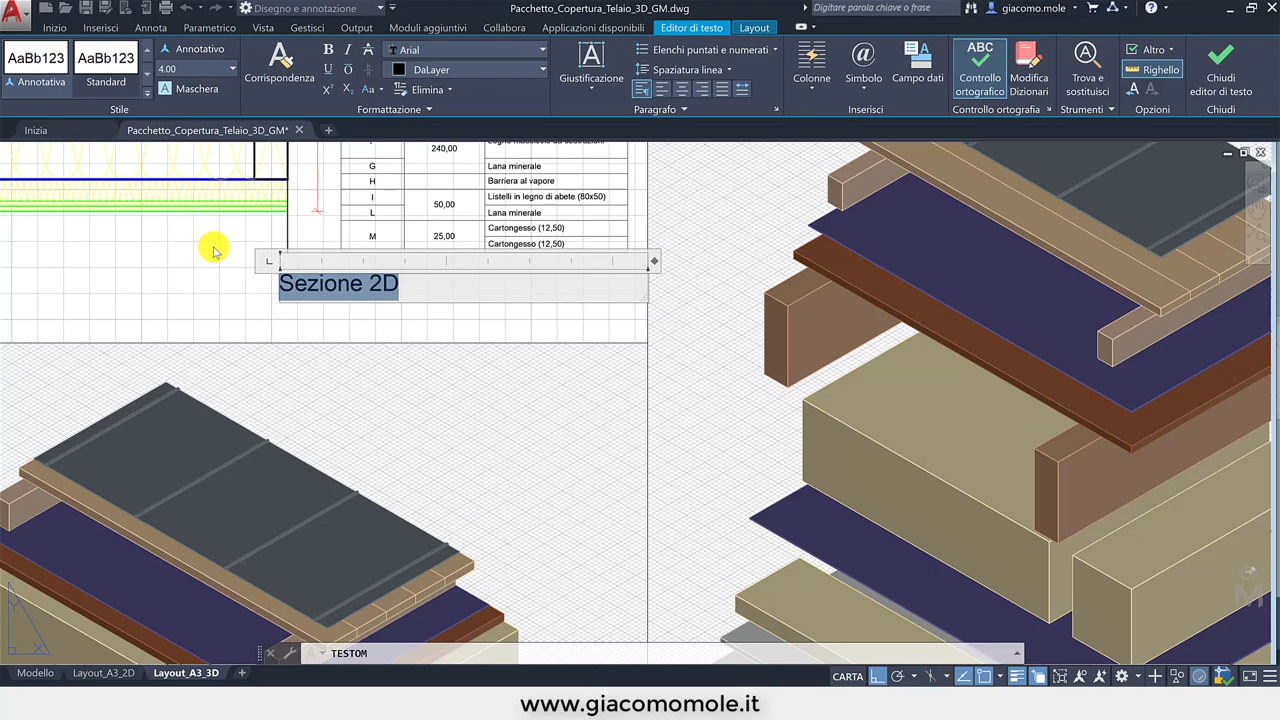 Disegno e annotazione
Pacchetto_Copertura_Telaio_3D_GM.dwg
Digitare parola chiave o frase
giacomo.mole
Inizio
Inserisci
Annota
Parametrico
Vista
Gestisci
Output
Moduli aggiuntivi
Collabora
Express Tools
Applicazioni disponibili
Editor di testo
Layout
AaBb123
AaBb123
Annotativa
Standard
Annotativo
4.00
Maschera
Stile
Corrispondenza
Arial
DaLayer
Elimina
Formattazione
Giustificazione
Elenchi puntati e numerati
Spaziatura linea
Paragrafo
Colonne
Simbolo
Campo dati
Inserisci
ABC
Controllo ortografico
Modifica Dizionari
Controllo ortografia
Trova e sostituisci
Strumenti
Altro
Righello
Opzioni
Chiudi editor di testo
Chiudi
Inizia
Pacchetto_Copertura_Telaio_3D_GM*
240,00
G
Lana minerale
H
Barriera al vapore
I
50,00
Listelli in legno di abete (80x50)
L
Lana minerale
M
25,00
Cartongesso (12,50)
Cartongesso (12,50)
Sezione 2D
TESTOM
Modello
Layout_A3_2D
Layout_A3_3D
CARTA
www.giacomomole.it